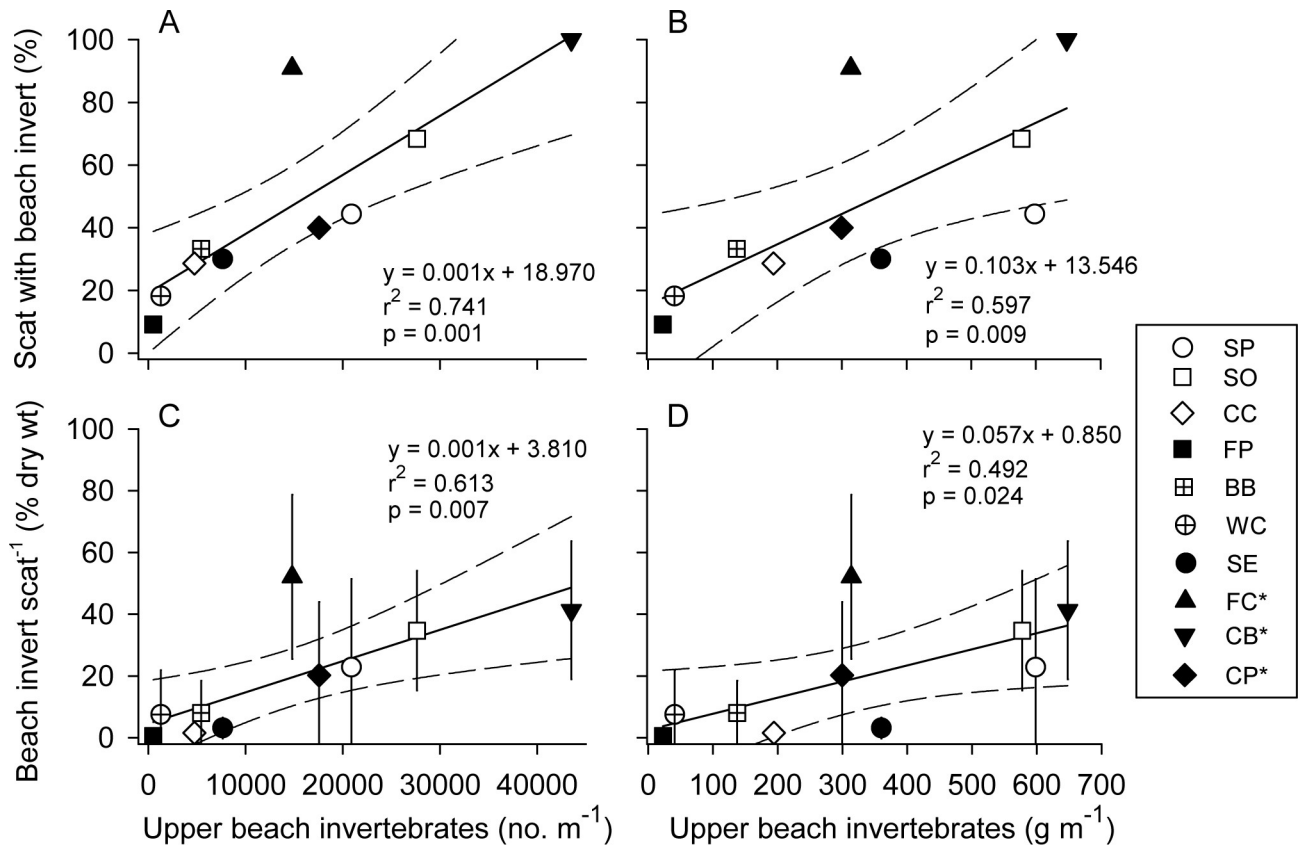 A
B
Scat with beach invert (%)
100
80
60
40
20
0
y = 0.001x + 18.970
r² = 0.741
p = 0.001
y = 0.103x + 13.546
r² = 0.597
p = 0.009
C
D
Beach invert scat⁻¹ (% dry wt)
100
80
60
40
20
0
y = 0.001x + 3.810
r² = 0.613
p = 0.007
y = 0.057x + 0.850
r² = 0.492
p = 0.024
0 10000 20000 30000 40000
0 100 200 300 400 500 600 700
Upper beach invertebrates (no. m⁻¹)
Upper beach invertebrates (g m⁻¹)
SP
SO
CC
FP
BB
WC
SE
FC*
CB*
CP*